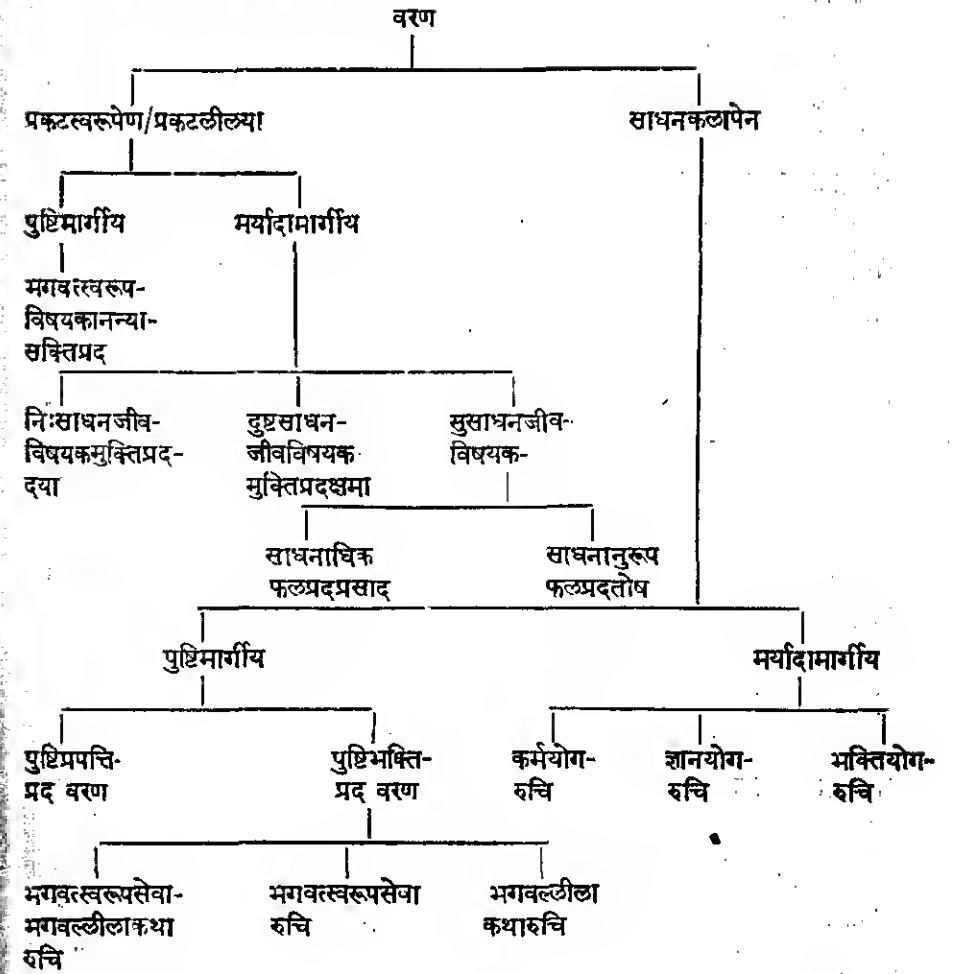 वरण
प्रकटस्वरूपेण/प्रकटलीलया साधनकलापेन
पुष्टिमार्गीय मर्यादामार्गीय
भगवत्स्वरूप-
विषयकानन्या-
सक्तिप्रद
निःसाधनजीव- दुष्टसाधन- सुसाधनजीव-
विषयकमुक्तिप्रद- जीवविषयक विषयक-
दया मुक्तिप्रदक्षमा
साधनाधिक साधनानुरूप
फलप्रदप्रसाद फलप्रदतोष
पुष्टिमार्गीय मर्यादामार्गीय
पुष्टिप्रपत्ति- पुष्टिभक्ति- कर्मयोग- ज्ञानयोग- भक्तियोग-
प्रद वरण प्रद वरण रुचि रुचि रुचि
भगवत्स्वरूपसेवा- भगवत्स्वरूपसेवा भगवल्लीला
भगवल्लीलाकथा रुचि कथारुचि
रुचि